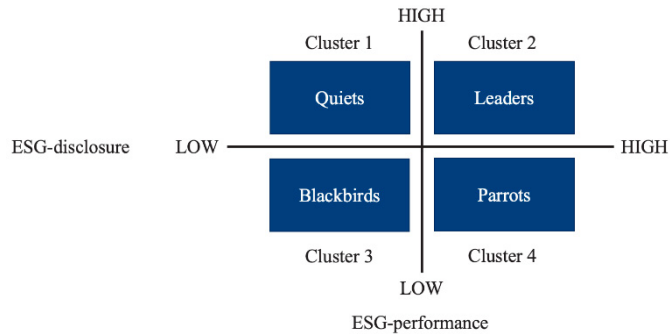 HIGH
Cluster 1
Cluster 2
Quiets
Leaders
ESG-disclosure
LOW
HIGH
Blackbirds
Parrots
Cluster 3
Cluster 4
LOW
ESG-performance